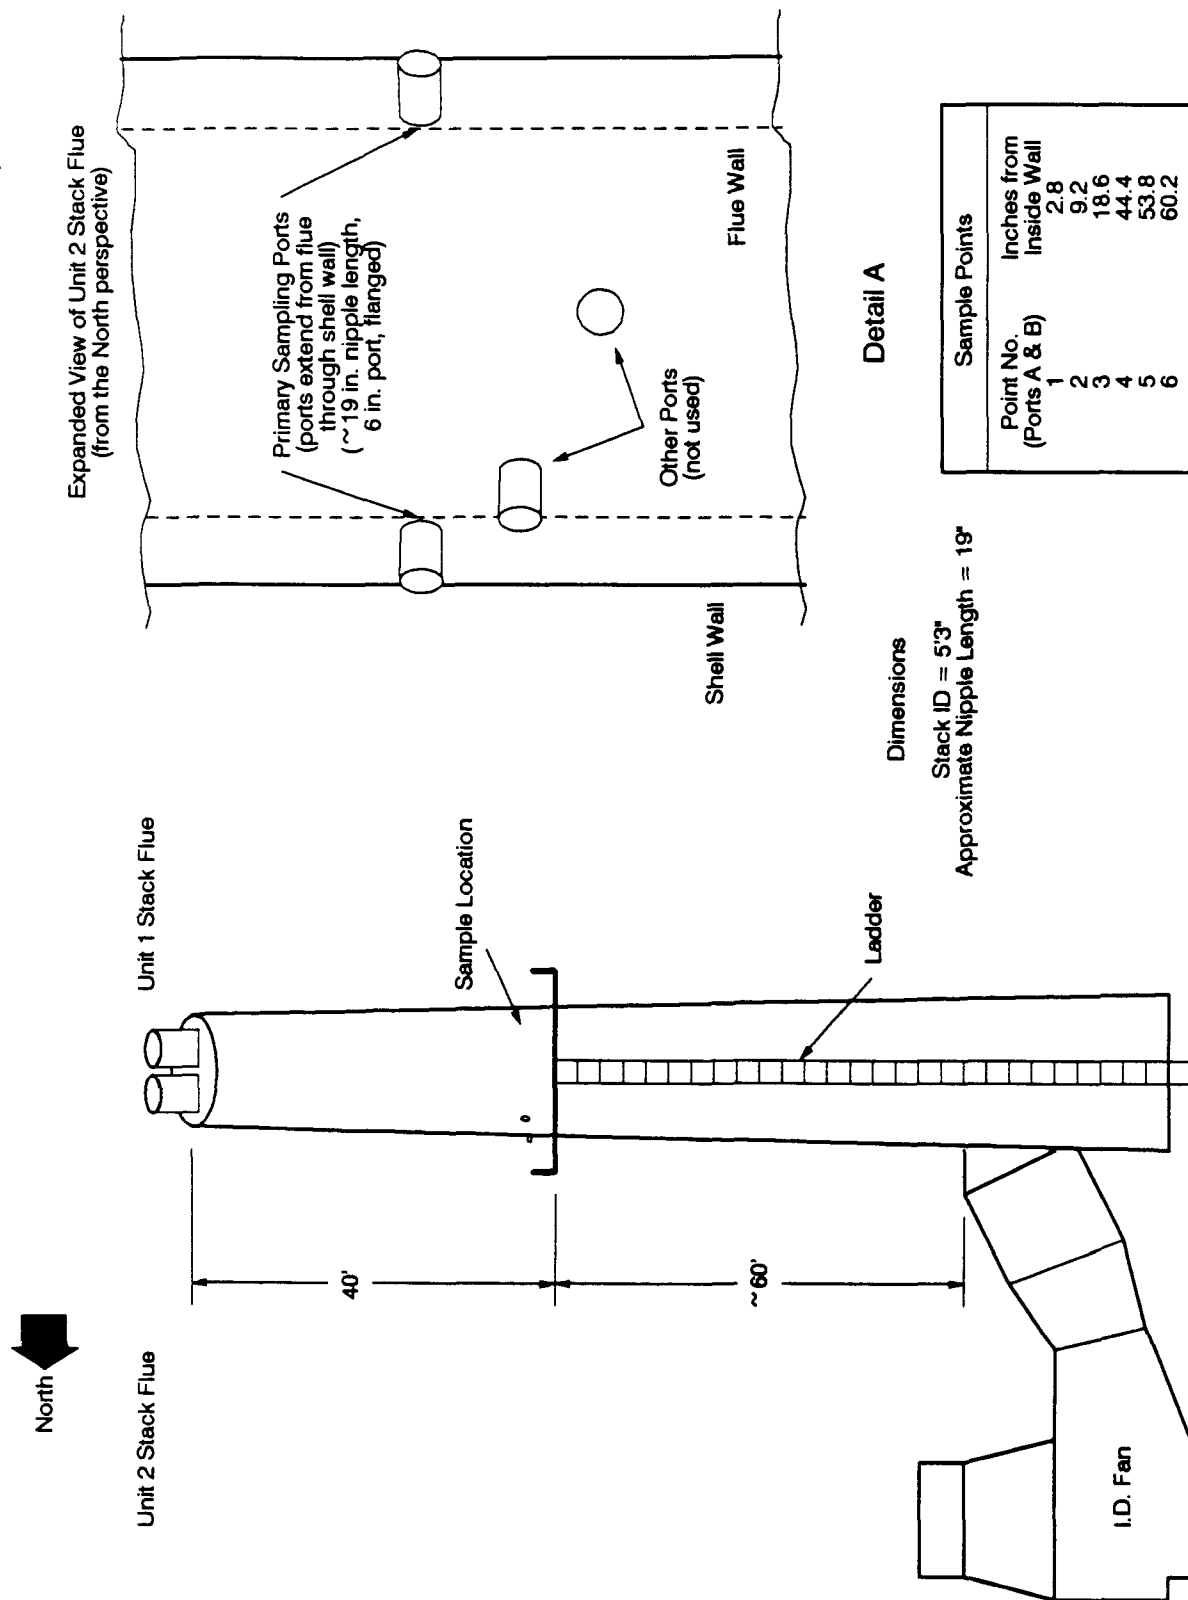 North
Unit 2 Stack Flue
Unit 1 Stack Flue
40'
~60'
Sample Location
Ladder
I.D. Fan
Expanded View of Unit 2 Stack Flue
(from the North perspective)
Primary Sampling Ports
(ports extend from flue
through shell wall)
(~19 in. nipple length,
6 in. port, flanged)
Other Ports
(not used)
Shell Wall
Flue Wall
Detail A
Dimensions
Stack ID = 5'3"
Approximate Nipple Length = 19"
Sample Points
Point No. Inches from
(Ports A & B) Inside Wall
1 2.8
2 9.2
3 18.6
4 44.4
5 53.8
6 60.2